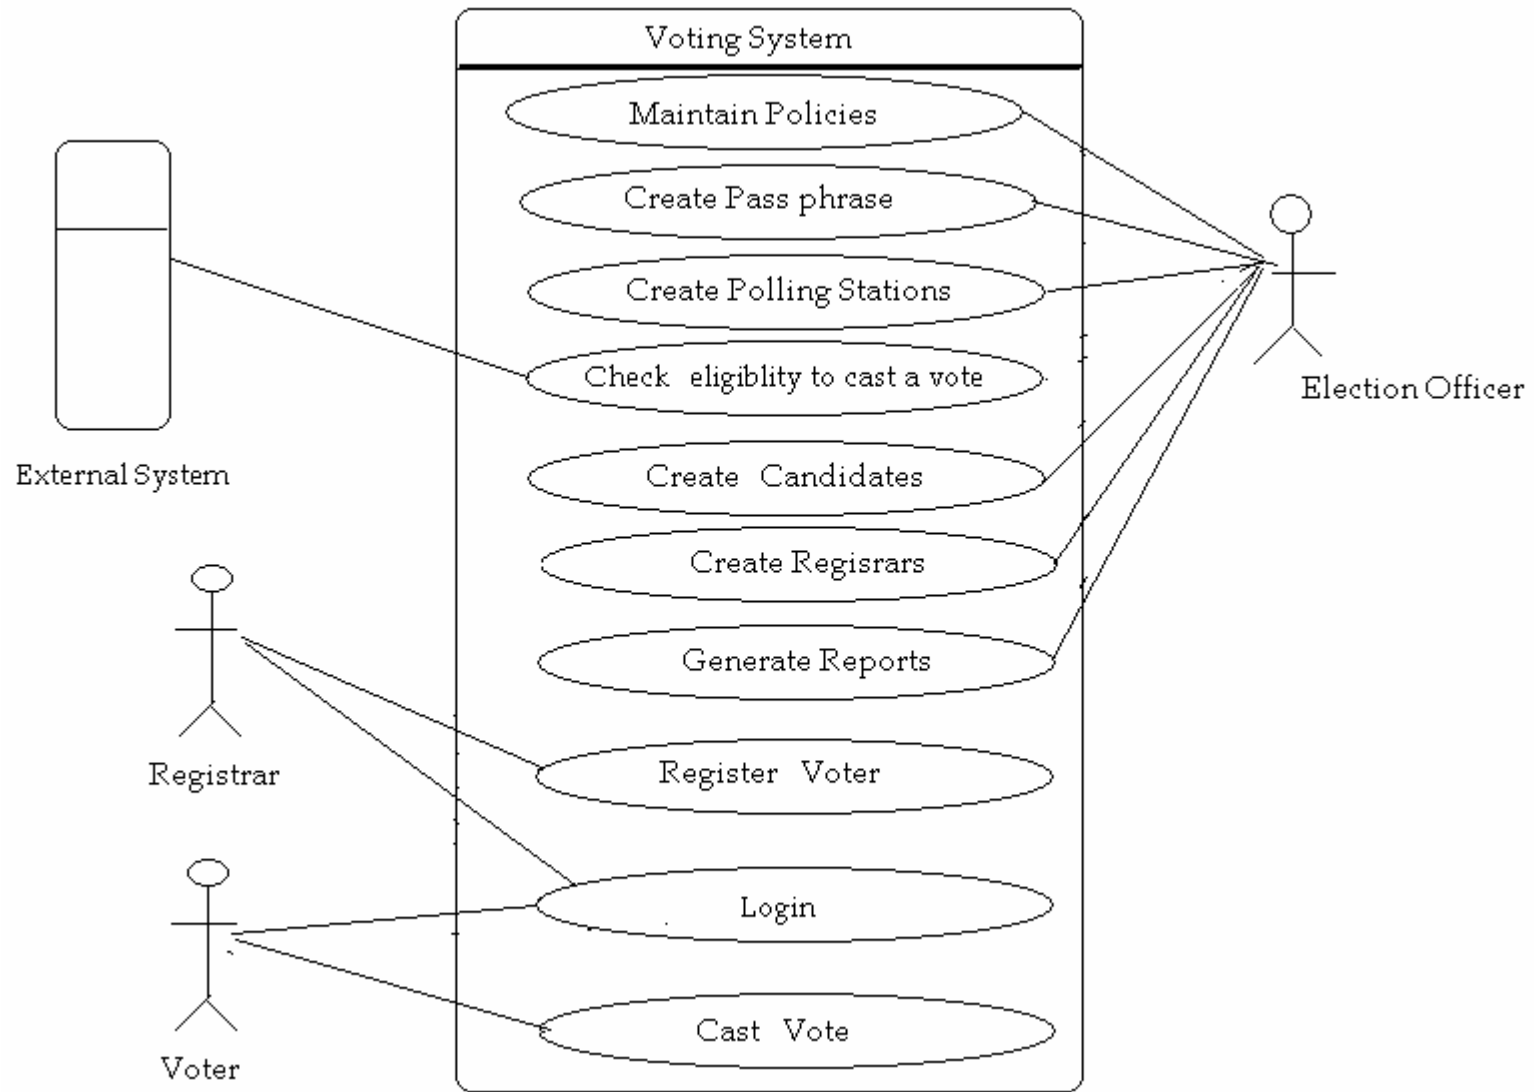 Voting System
Maintain Policies
Create Pass phrase
Create Polling Stations
Check eligiblity to cast a vote
Election Officer
External System
Create Candidates
Create Regisrars
Generate Reports
Registrar
Register Voter
Login
Cast Vote
Voter